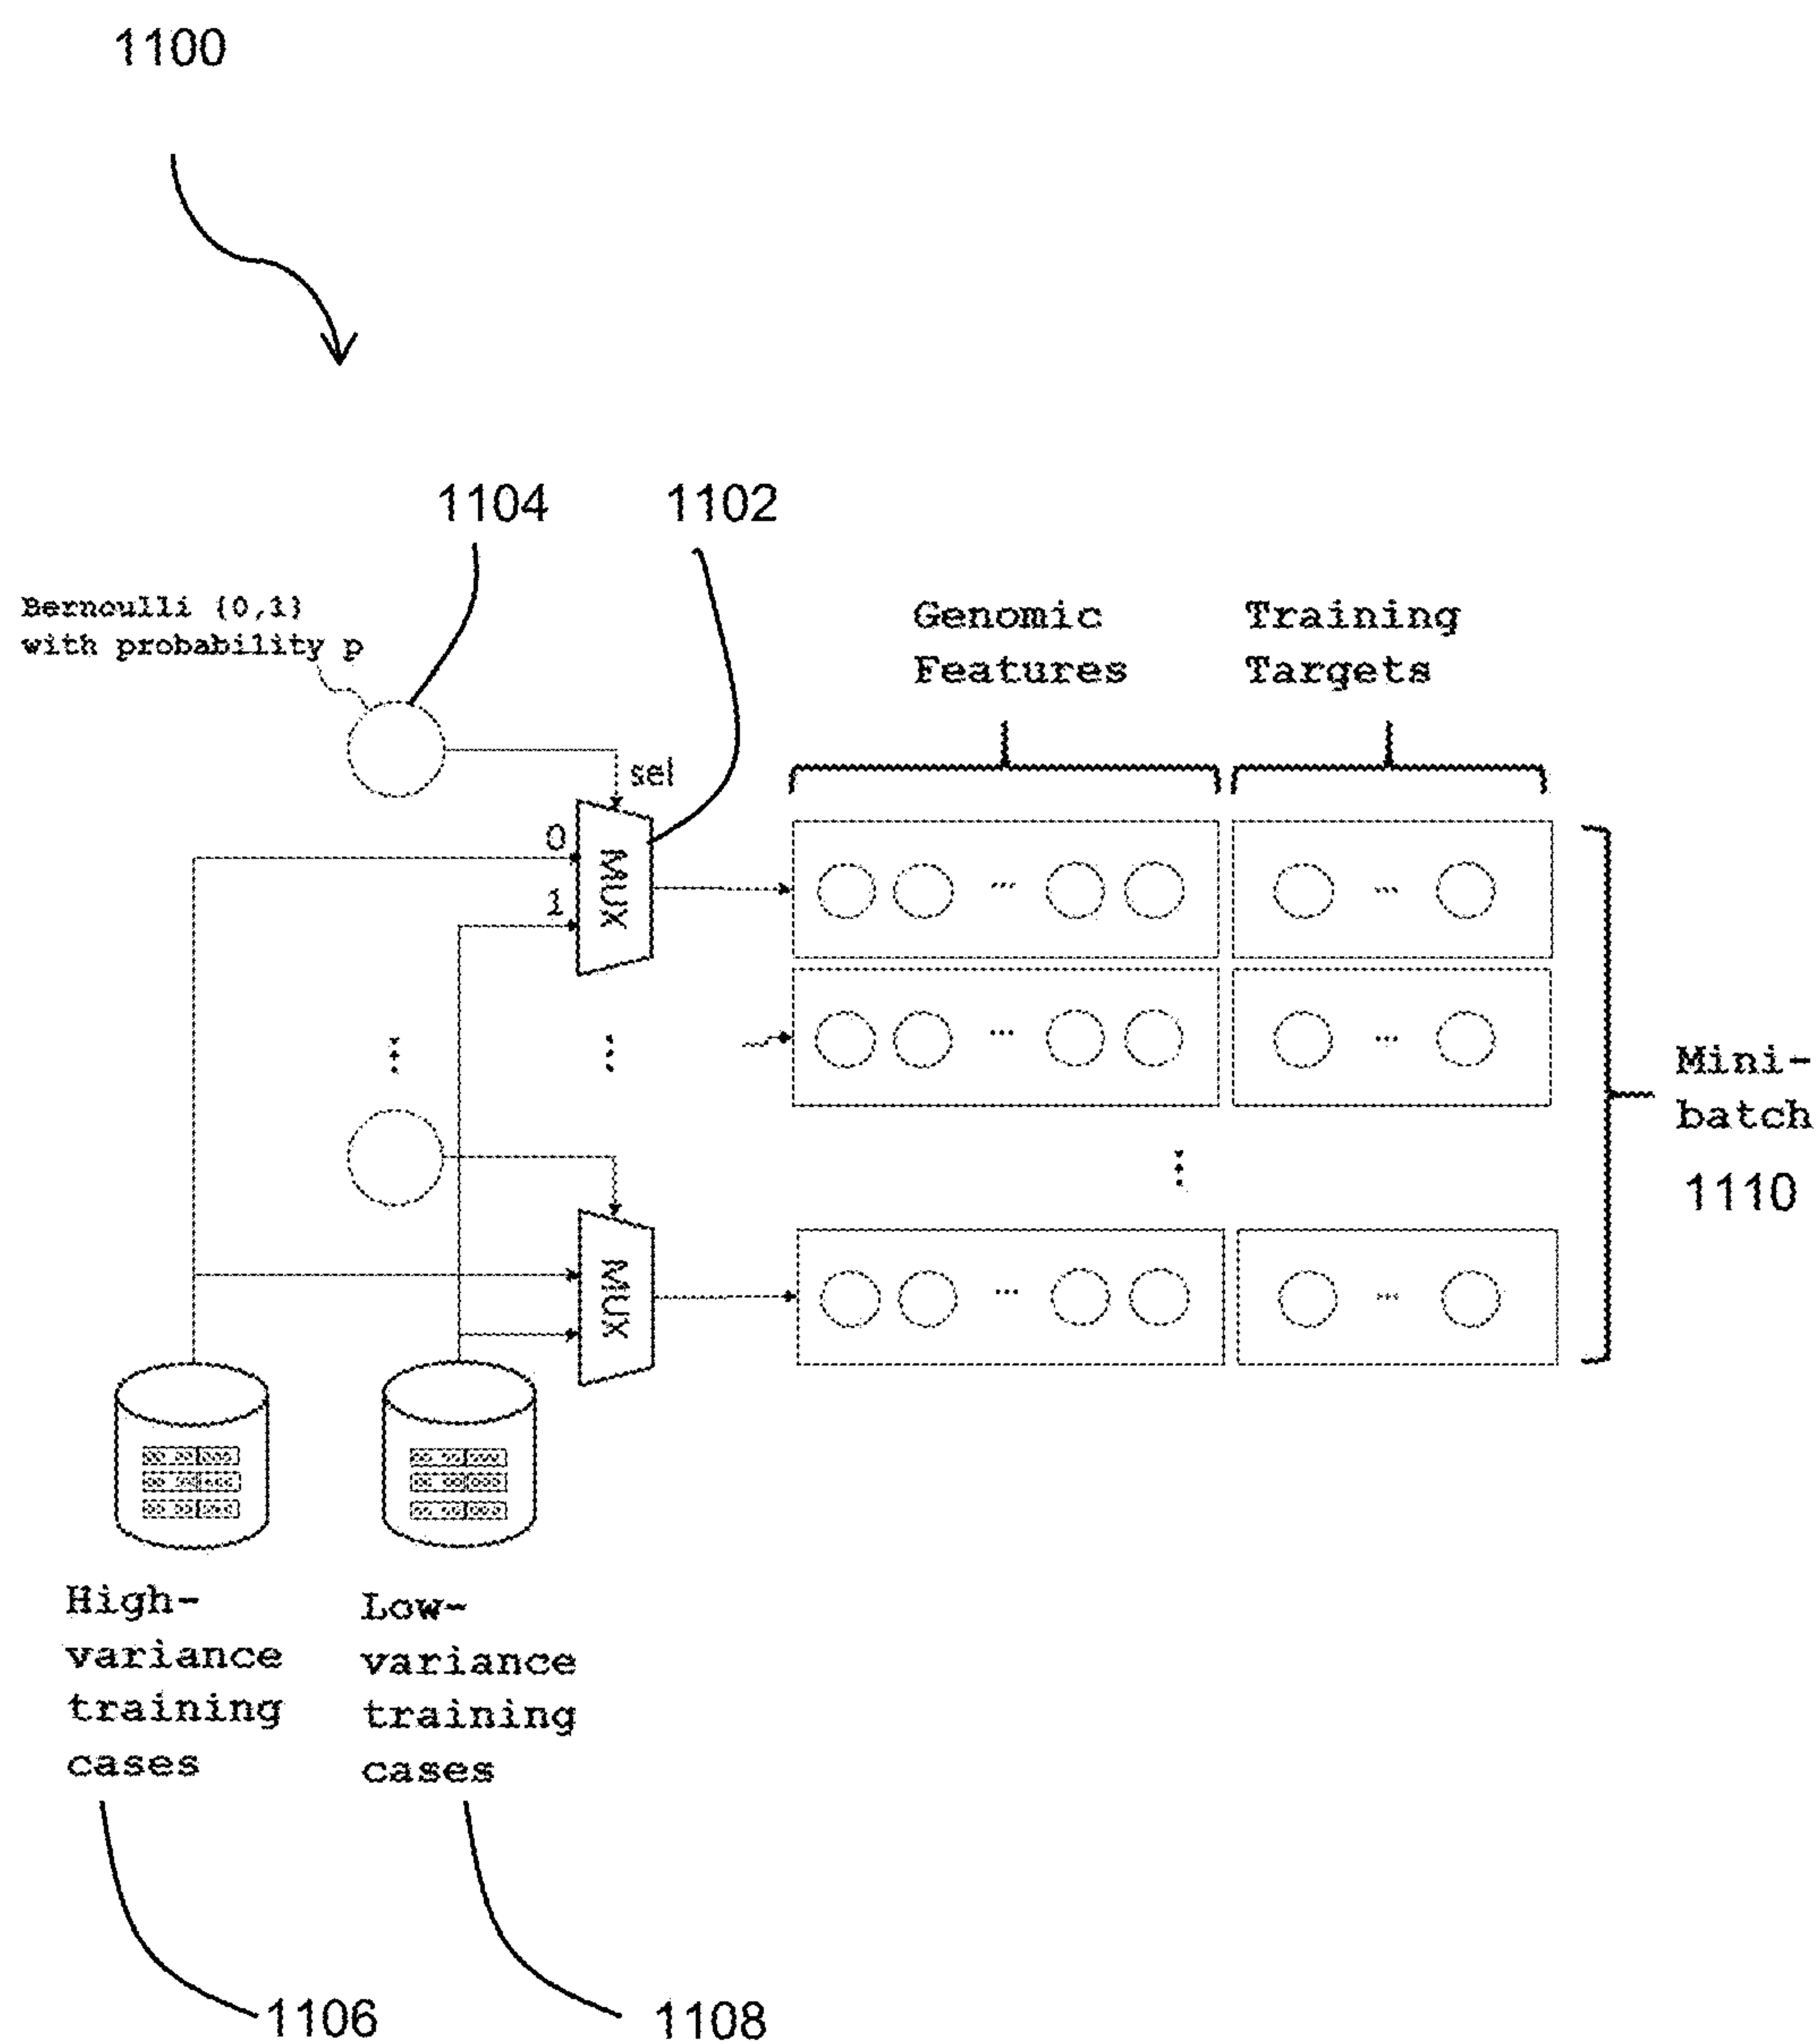 1100
1104
1102
Bernoulli {0,1}
with probability p
Genomic
Features
Training
Targets
sel
0
1
MUX
...
...
...
...
Mini-
batch
1110
MUX
...
...
High-
variance
training
cases
Low-
variance
training
cases
1106
1108